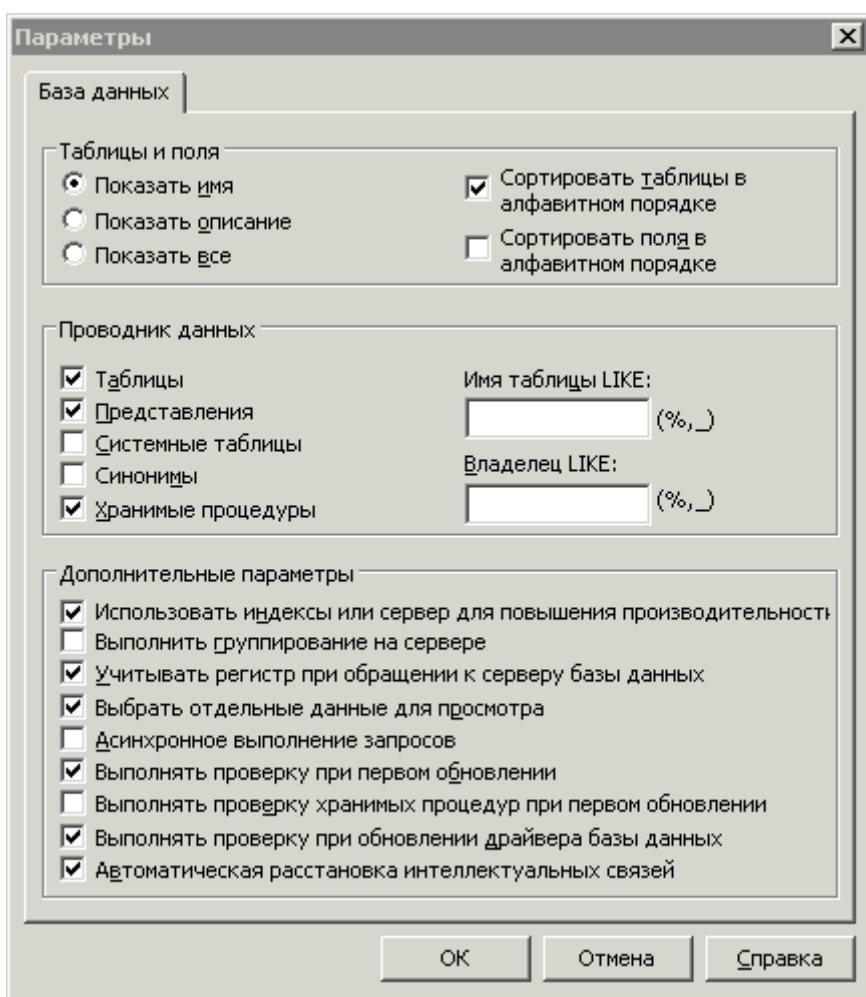 Параметры
База данных
Таблицы и поля
Показать имя
Показать описание
Показать все
Сортировать таблицы в
алфавитном порядке
Сортировать поля в
алфавитном порядке
Проводник данных
Таблицы
Представления
Системные таблицы
Синонимы
Хранимые процедуры
Имя таблицы LIKE:
(%,_)
Владелец LIKE:
(%,_)
Дополнительные параметры
Использовать индексы или сервер для повышения производительности
Выполнить группирование на сервере
Учитывать регистр при обращении к серверу базы данных
Выбрать отдельные данные для просмотра
Асинхронное выполнение запросов
Выполнять проверку при первом обновлении
Выполнять проверку хранимых процедур при первом обновлении
Выполнять проверку при обновлении драйвера базы данных
Автоматическая расстановка интеллектуальных связей
ОК
Отмена
Справка